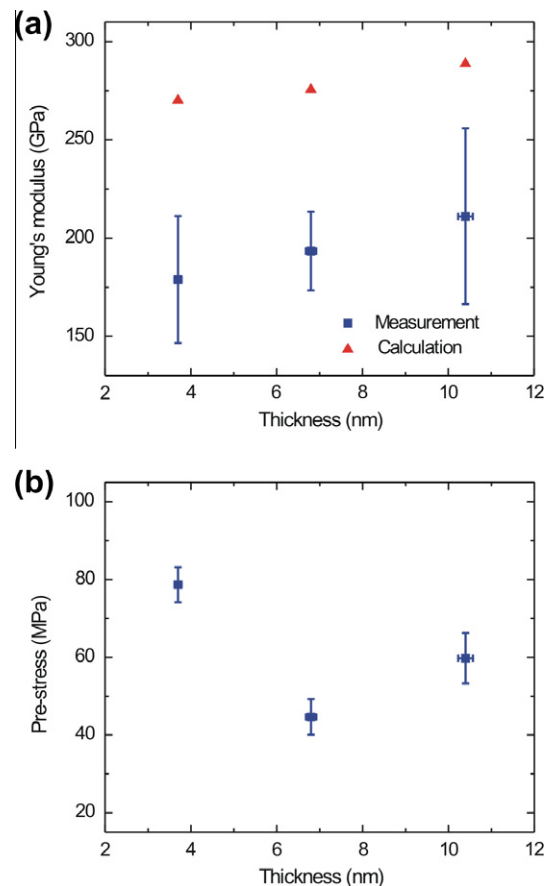 (a)
300
250
200
150
Young's modulus (GPa)
Measurement
Calculation
2 4 6 8 10 12
Thickness (nm)
(b)
100
80
60
40
20
Pre-stress (MPa)
2 4 6 8 10 12
Thickness (nm)